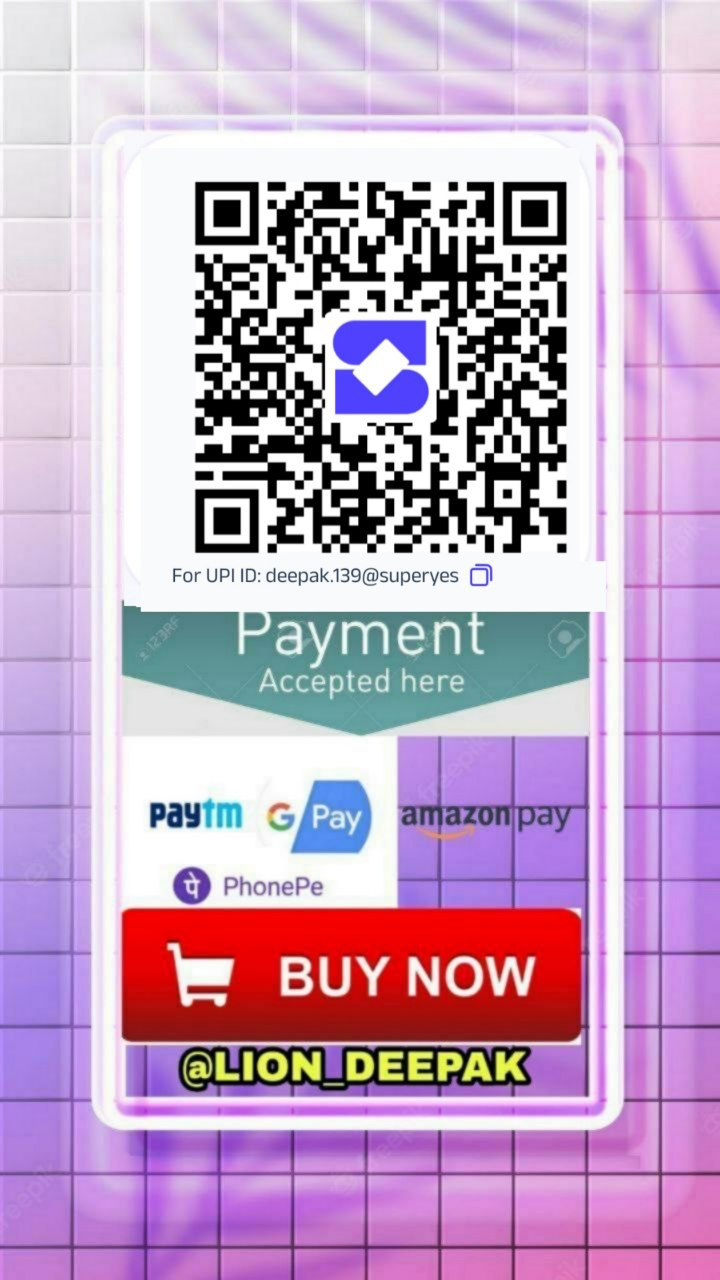 For UPI ID: deepak.139@superyes
Payment
Accepted here
paytm G Pay amazon pay
पे PhonePe
BUY NOW
@LION_DEEPAK